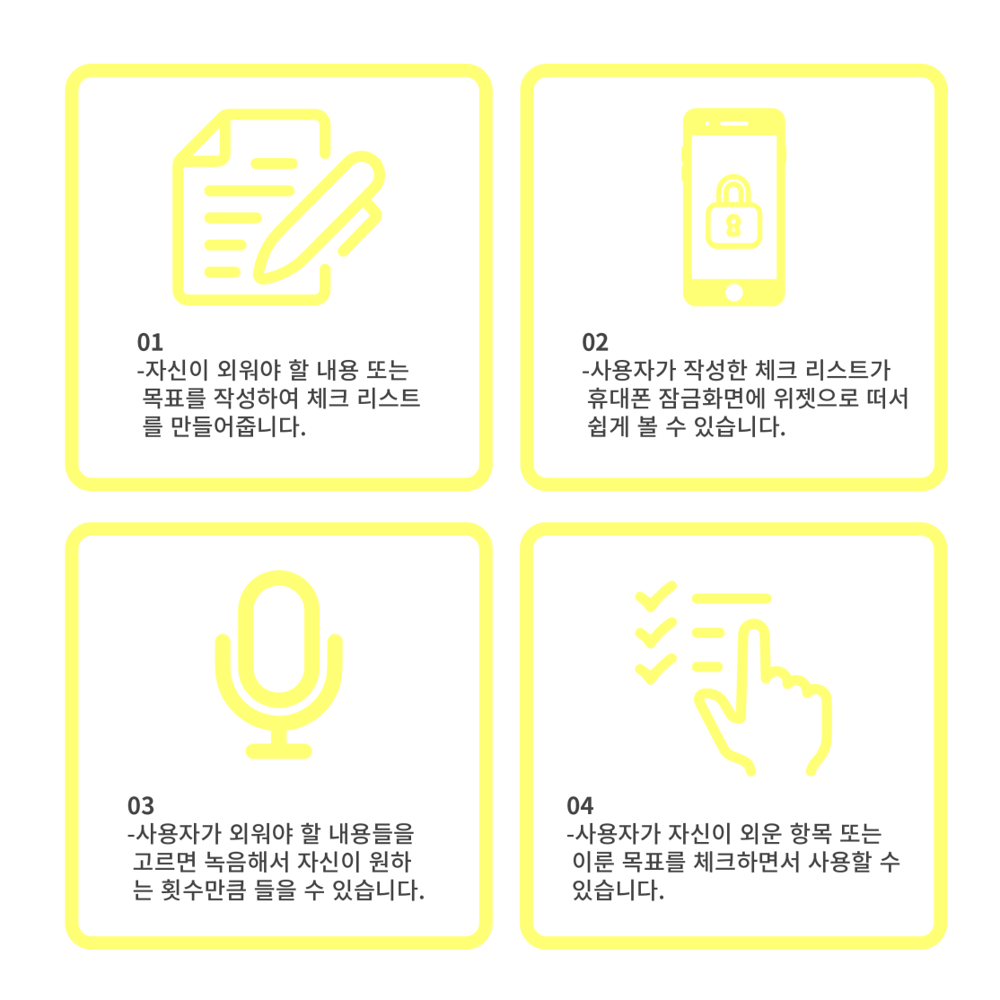 01
-자신이 외워야 할 내용 또는
목표를 작성하여 체크 리스트
를 만들어줍니다.
02
-사용자가 작성한 체크 리스트가
휴대폰 잠금화면에 위젯으로 떠서
쉽게 볼 수 있습니다.
03
-사용자가 외워야 할 내용들을
고르면 녹음해서 자신이 원하
는 횟수만큼 들을 수 있습니다.
04
-사용자가 자신이 외운 항목 또는
이룬 목표를 체크하면서 사용할 수
있습니다.